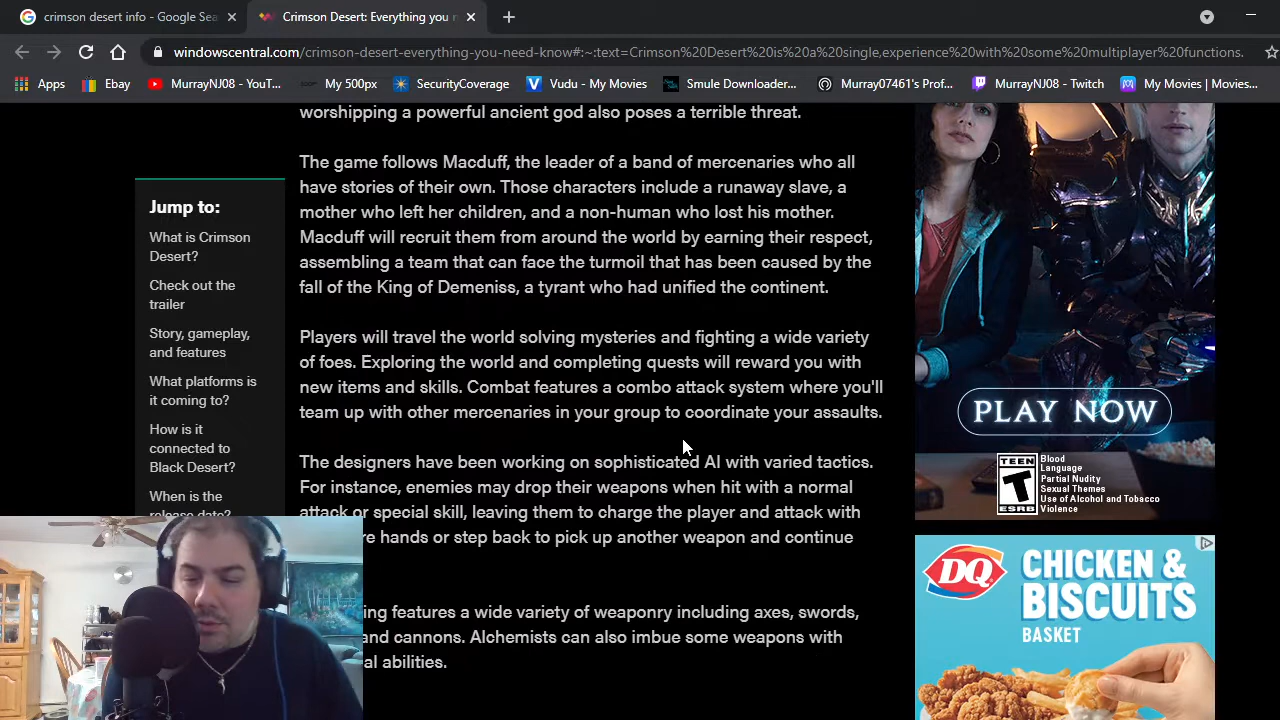 crimson desert info - Google Sea
Crimson Desert: Everything you n
windowscentral.com/crimson-desert-everything-you-need-know#:~:text=Crimson%20Desert%20is%20a%20single,experience%20with%20some%20multiplayer%20functions.
Apps
Ebay
MurrayNJ08 - YouT...
My 500px
SecurityCoverage
Vudu - My Movies
Smule Downloader...
Murray07461's Prof...
MurrayNJ08 - Twitch
My Movies | Movies...
worshipping a powerful ancient god also poses a terrible threat.
The game follows Macduff, the leader of a band of mercenaries who all
have stories of their own. Those characters include a runaway slave, a
mother who left her children, and a non-human who lost his mother.
Macduff will recruit them from around the world by earning their respect,
assembling a team that can face the turmoil that has been caused by the
fall of the King of Demeniss, a tyrant who had unified the continent.
Players will travel the world solving mysteries and fighting a wide variety
of foes. Exploring the world and completing quests will reward you with
new items and skills. Combat features a combo attack system where you'll
team up with other mercenaries in your group to coordinate your assaults.
The designers have been working on sophisticated AI with varied tactics.
For instance, enemies may drop their weapons when hit with a normal
attack or special skill, leaving them to charge the player and attack with
re hands or step back to pick up another weapon and continue
ing features a wide variety of weaponry including axes, swords,
and cannons. Alchemists can also imbue some weapons with
al abilities.
Jump to:
What is Crimson
Desert?
Check out the
trailer
Story, gameplay,
and features
What platforms is
it coming to?
How is it
connected to
Black Desert?
When is the
release date?
PLAY NOW
TEEN
T
ESRB
Blood
Language
Partial Nudity
Sexual Themes
Use of Alcohol and Tobacco
Violence
DQ
CHICKEN &
BISCUITS
BASKET